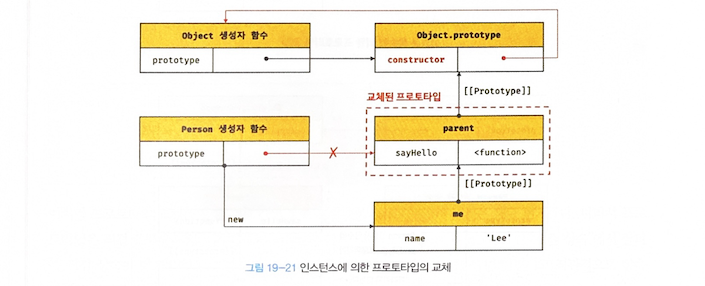 Object 생성자 함수
prototype
Object.prototype
constructor
[[Prototype]]
교체된 프로토타입
Person 생성자 함수
prototype
X
parent
sayHello
<function>
[[Prototype]]
new
me
name
'Lee'
그림 19-21 인스턴스에 의한 프로토타입의 교체